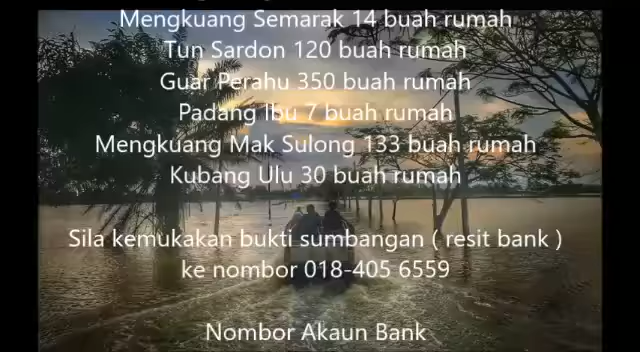 Mengkuang Semarak 14 buah rumah
Tun Sardon 120 buah rumah
Guar Perahu 350 buah rumah
Padang Ibu 7 buah rumah
Mengkuang Mak Sulong 133 buah rumah
Kubang Ulu 30 buah rumah
Sila kemukakan bukti sumbangan ( resit bank )
ke nombor 018-405 6559
Nombor Akaun Bank